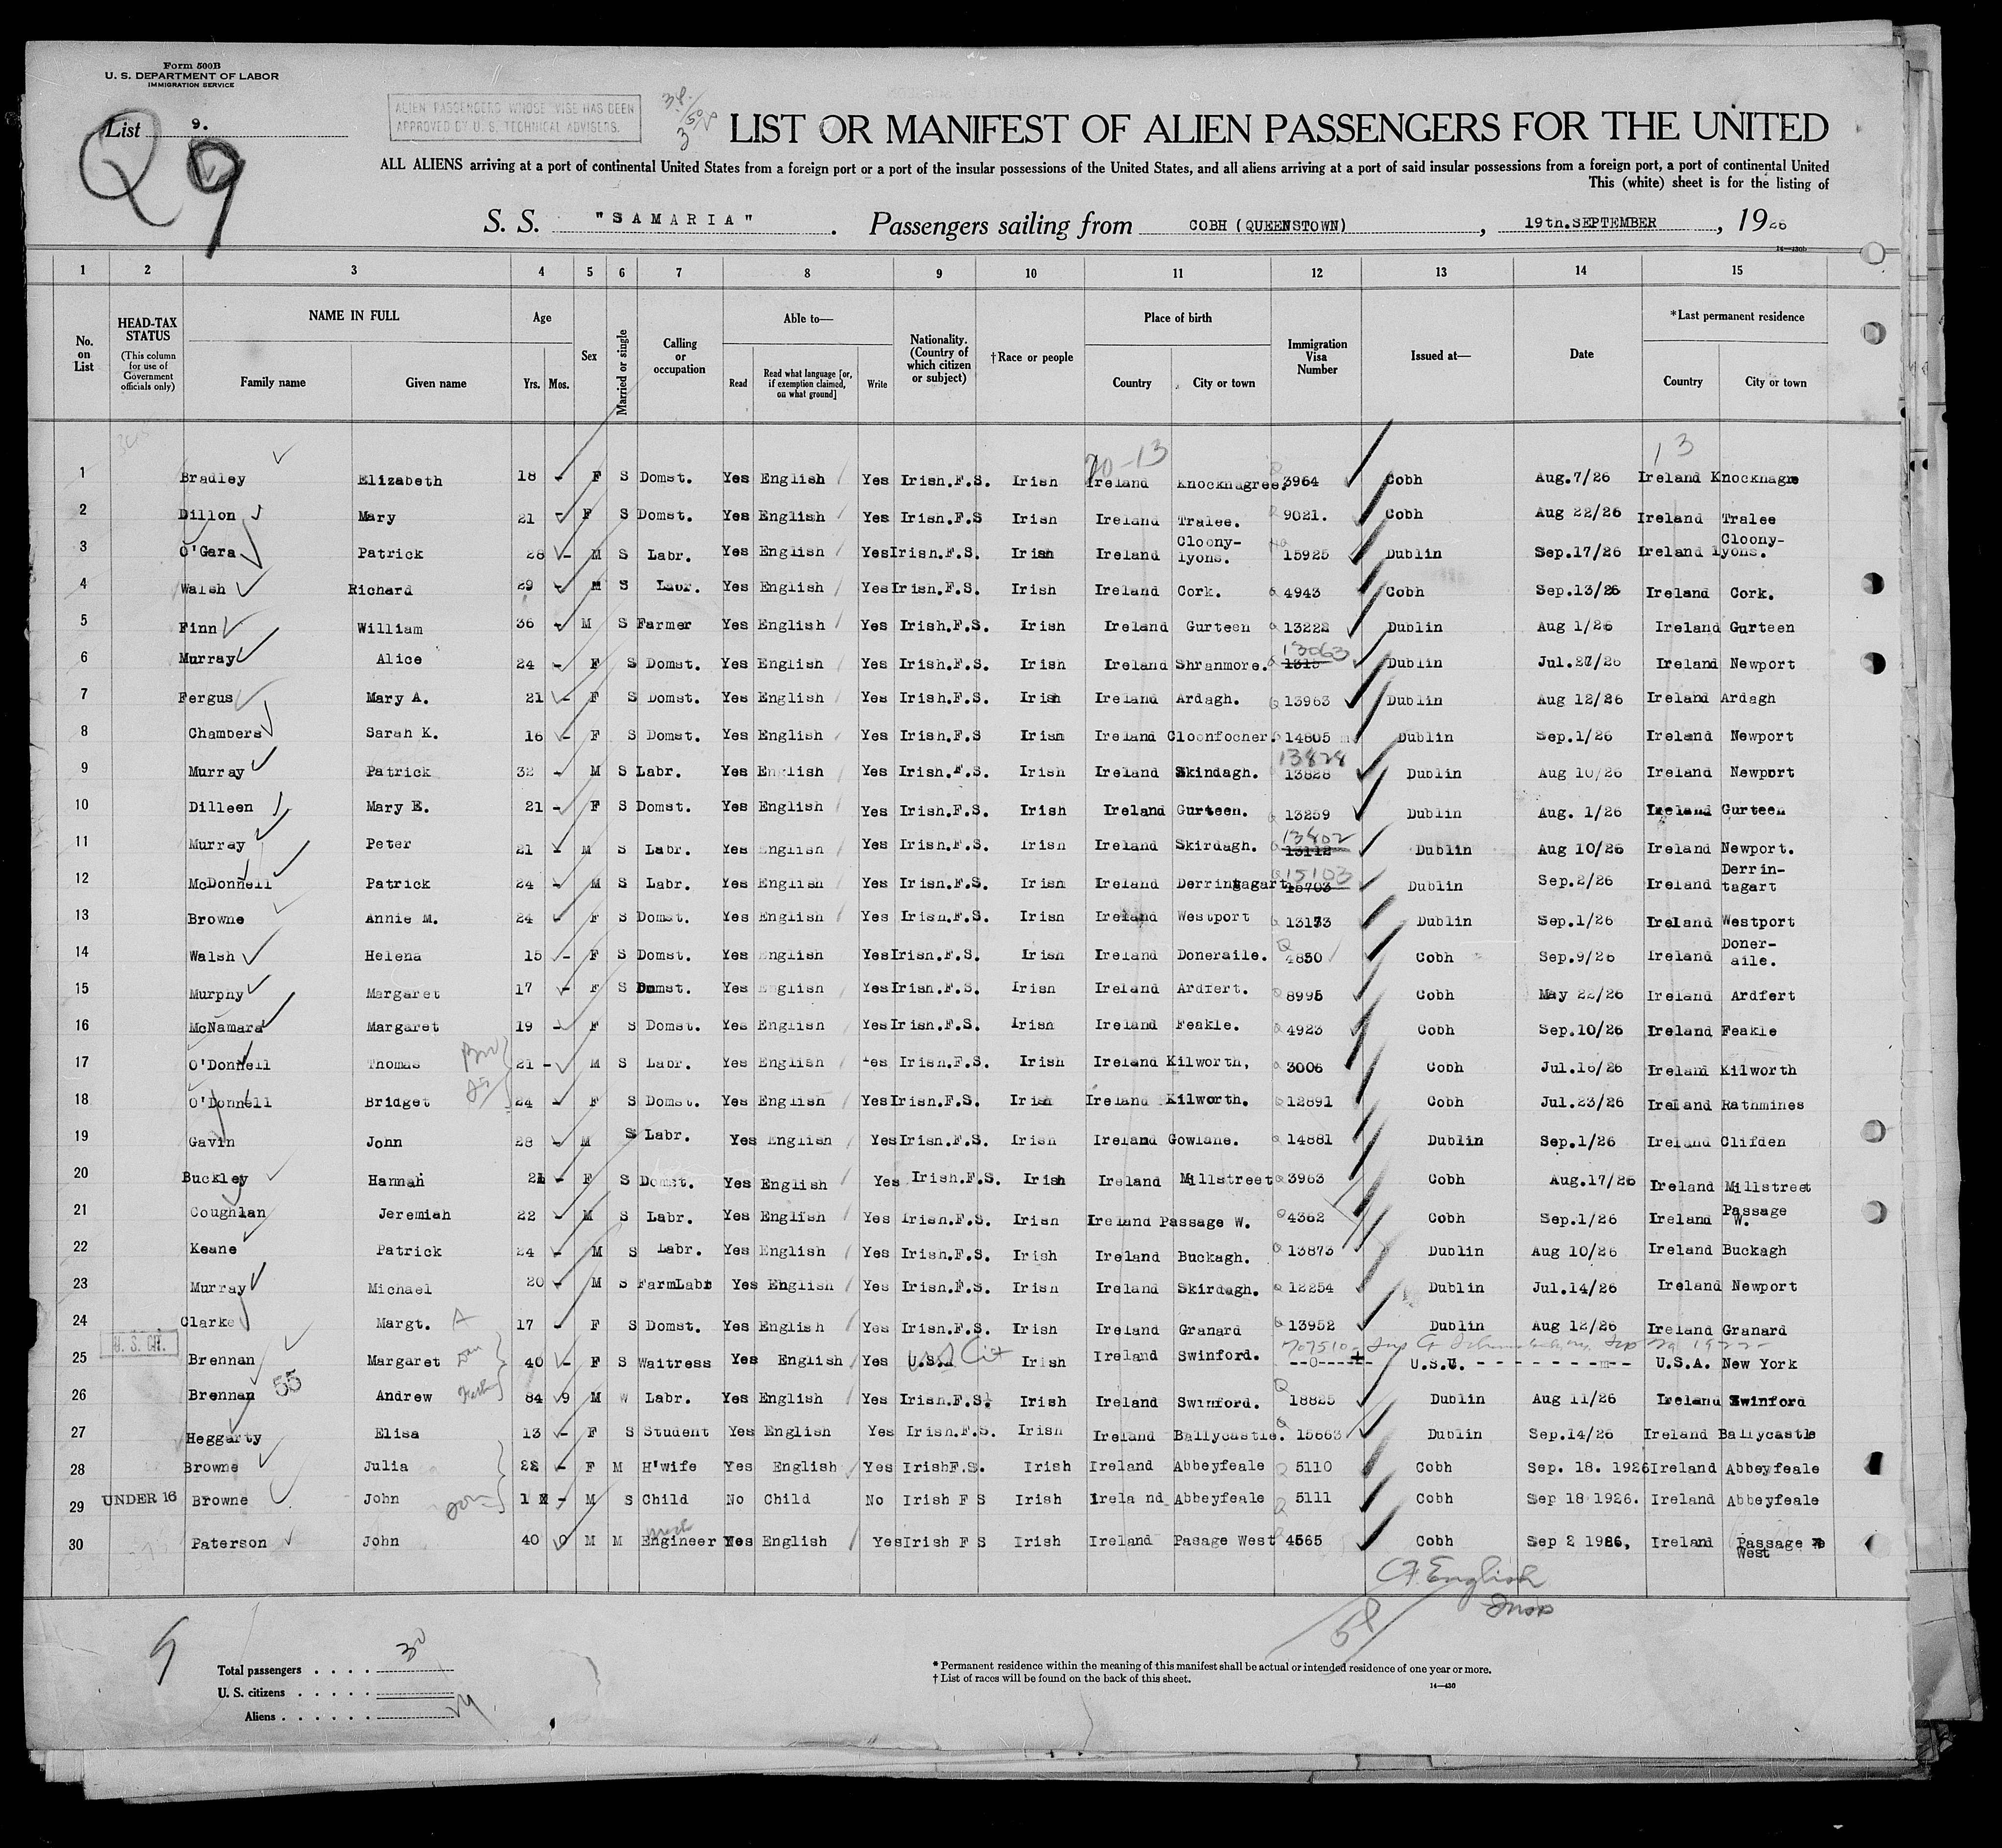 Form 500B
U. S. DEPARTMENT OF LABOR
IMMIGRATION SERVICE
ALIEN PASSENGERS WHOSE VISE HAS BEEN
APPROVED BY U. S. TECHNICAL ADVISERS.
List 9.
Q 9
LIST OR MANIFEST OF ALIEN PASSENGERS FOR THE UNITED
ALL ALIENS arriving at a port of continental United States from a foreign port or a port of the insular possessions of the United States, and all aliens arriving at a port of said insular possessions from a foreign port, a port of continental United
This (white) sheet is for the listing of
S. S. "SAMARIA". Passengers sailing from COBH (QUEENSTOWN), 19th.SEPTEMBER, 1926
14—430b
1 2 3 4 5 6 7 8 9 10 11 12 13 14 15
No. on List
HEAD-TAX STATUS (This column for use of Government officials only)
NAME IN FULL Family name Given name
Age Yrs. Mos.
Sex
Married or single
Calling or occupation
Able to— Read Read what language [or, if exemption claimed, on what ground] Write
Nationality. (Country of which citizen or subject)
†Race or people
Place of birth Country City or town
Immigration Visa Number
Issued at—
Date
*Last permanent residence Country City or town
1 Bradley Elizabeth 18 - F S Domst. Yes English Yes Irish.F.S. Irish Ireland Knocknagree. 3964 Cobh Aug.7/26 Ireland Knocknagre
2 Dillon Mary 21 - F S Domst. Yes English Yes Irish.F.S Irish Ireland Tralee. 9021. Cobh Aug 22/26 Ireland Tralee
3 O'Gara Patrick 28 - M S Labr. Yes English Yes Irish.F.S. Irish Ireland Cloony-lyons. 15925 Dublin Sep.17/26 Ireland Cloony-lyons.
4 Walsh Richard 29 - M S Labr. Yes English Yes Irish.F.S. Irish Ireland Cork. 4943 Cobh Sep.13/26 Ireland Cork.
5 Finn William 36 - M S Farmer Yes English Yes Irish.F.S. Irish Ireland Gurteen 13222 Dublin Aug 1/26 Ireland Gurteen
6 Murray Alice 24 - F S Domst. Yes English Yes Irish.F.S. Irish Ireland Shranmore. 13063 Dublin Jul.27/26 Ireland Newport
7 Fergus Mary A. 21 - F S Domst. Yes English Yes Irish.F.S. Irish Ireland Ardagh. 13963 Dublin Aug 12/26 Ireland Ardagh
8 Chambers Sarah K. 16 - F S Domst. Yes English Yes Irish.F.S Irish Ireland Cloonfocher. 14805 Dublin Sep.1/26 Ireland Newport
9 Murray Patrick 32 - M S Labr. Yes English Yes Irish.F.S. Irish Ireland Skindagh. 13828 13828 Dublin Aug 10/26 Ireland Newport
10 Dilleen Mary E. 21 - F S Domst. Yes English Yes Irish.F.S. Irish Ireland Gurteen. 13259 Dublin Aug. 1/26 Ireland Gurteen
11 Murray Peter 21 - M S Labr. Yes English Yes Irish.F.S. Irish Ireland Skirdagh. 13802 13112 Dublin Aug 10/26 Ireland Newport.
12 McDonnell Patrick 24 - M S Labr. Yes English Yes Irish.F.S. Irish Ireland Derrintagart 15103 15703 Dublin Sep.2/26 Ireland Derrin-tagart
13 Browne Annie M. 24 - F S Domst. Yes English Yes Irish.F.S. Irish Ireland Westport 13173 Dublin Sep.1/26 Ireland Westport
14 Walsh Helena 15 - F S Domst. Yes English Yes Irish.F.S. Irish Ireland Doneraile. 4850 Cobh Sep.9/26 Ireland Doner-aile.
15 Murphy Margaret 17 - F S Domst. Yes English Yes Irish.F.S. Irish Ireland Ardfert. 8995 Cobh May 22/26 Ireland Ardfert
16 McNamara Margaret 19 - F S Domst. Yes English Yes Irish.F.S. Irish Ireland Feakle. 4923 Cobh Sep.10/26 Ireland Feakle
17 O'Donnell Thomas 21 - M S Labr. Yes English Yes Irish.F.S. Irish Ireland Kilworth, 3006 Cobh Jul.16/26 Ireland Kilworth
18 O'Donnell Bridget 24 - F S Domst. Yes English Yes Irish.F.S. Irish Ireland Kilworth. 12891 Cobh Jul.23/26 Ireland Rathmines
19 Gavin John 28 - M S Labr. Yes English Yes Irish.F.S. Irish Ireland Gowlane. 14881 Dublin Sep.1/26 Ireland Clifden
20 Buckley Hannah 21 - F S Domst. Yes English Yes Irish.F.S. Irish Ireland Millstreet 3963 Cobh Aug.17/26 Ireland Millstreet
21 Coughlan Jeremiah 22 - M S Labr. Yes English Yes Irish.F.S. Irish Ireland Passage W. 4362 Cobh Sep.1/26 Ireland Passage W.
22 Keane Patrick 24 - M S Labr. Yes English Yes Irish.F.S. Irish Ireland Buckagh. 13873 Dublin Aug 10/26 Ireland Buckagh
23 Murray Michael 20 - M S FarmLabr Yes English Yes Irish.F.S. Irish Ireland Skirdagh. 12254 Dublin Jul.14/26 Ireland Newport
24 Clarke Margt. A 17 - F S Domst. Yes English Yes Irish.F.S. Irish Ireland Granard 13952 Dublin Aug 12/26 Ireland Granard
U. S. CIT.
25 Brennan Margaret 40 - F S Waitress Yes English Yes U.S.A Irish Ireland Swinford. --0---- U.S.C. U.S.A. New York
26 Brennan 55 Andrew Father 84 9 M W Labr. Yes English Yes Irish.F.S. Irish Ireland Swinford. 18825 Dublin Aug 11/26 Ireland Swinford
27 Heggarty Elisa 13 - F S Student Yes English Yes Irish.F.S. Irish Ireland Ballycastle. 15663 Dublin Sep.14/26 Ireland Ballycastle
28 Browne Julia 22 - F M H'wife Yes English Yes IrishF.S. Irish Ireland Abbeyfeale 5110 Cobh Sep. 18. 1926 Ireland Abbeyfeale
UNDER 16
29 Browne John son 1 - M S Child No Child No Irish F S Irish Irela nd Abbeyfeale 5111 Cobh Sep 18 1926. Ireland Abbeyfeale
30 Paterson John 40 0 M M Engineer Yes English Yes Irish F S Irish Ireland Pasage West 4565 Cobh Sep 2 1926, Ireland Passage West
CF English
Insp
58
9
Total passengers . . . . 30
U. S. citizens . . . . .
Aliens . . . . . .
* Permanent residence within the meaning of this manifest shall be actual or intended residence of one year or more.
† List of races will be found on the back of this sheet.
14—430